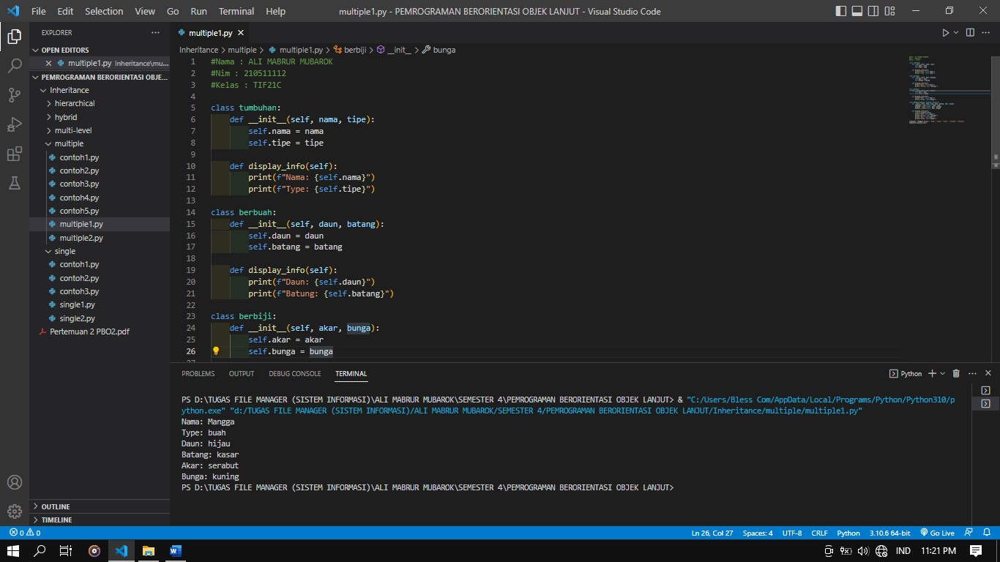 File Edit Selection View Go Run Terminal Help multiple1.py - PEMROGRAMAN BERORIENTASI OBJEK LANJUT - Visual Studio Code
EXPLORER
OPEN EDITORS
multiple1.py Inheritance\mu...
PEMROGRAMAN BERORIENTASI OBJE...
Inheritance
hierarchical
hybrid
multi-level
multiple
contoh1.py
contoh2.py
contoh3.py
contoh4.py
contoh5.py
multiple1.py
multiple2.py
single
contoh1.py
contoh2.py
contoh3.py
single1.py
single2.py
Pertemuan 2 PBO2.pdf
OUTLINE
TIMELINE
multiple1.py
Inheritance > multiple > multiple1.py > berbiji > __init__ > bunga
1 #Nama : ALI MABRUR MUBAROK
2 #Nim : 210511112
3 #Kelas : TIF21C
4
5 class tumbuhan:
6 def __init__(self, nama, tipe):
7 self.nama = nama
8 self.tipe = tipe
9
10 def display_info(self):
11 print(f"Nama: {self.nama}")
12 print(f"Type: {self.tipe}")
13
14 class berbuah:
15 def __init__(self, daun, batang):
16 self.daun = daun
17 self.batang = batang
18
19 def display_info(self):
20 print(f"Daun: {self.daun}")
21 print(f"Batung: {self.batang}")
22
23 class berbiji:
24 def __init__(self, akar, bunga):
25 self.akar = akar
26 self.bunga = bunga
27
PROBLEMS OUTPUT DEBUG CONSOLE TERMINAL Python
PS D:\TUGAS FILE MANAGER (SISTEM INFORMASI)\ALI MABRUR MUBAROK\SEMESTER 4\PEMROGRAMAN BERORIENTASI OBJEK LANJUT> & "C:/Users/Bless Com/AppData/Local/Programs/Python/Python310/p
ython.exe" "d:/TUGAS FILE MANAGER (SISTEM INFORMASI)/ALI MABRUR MUBAROK/SEMESTER 4/PEMROGRAMAN BERORIENTASI OBJEK LANJUT/Inheritance/multiple/multiple1.py"
Nama: Mangga
Type: buah
Daun: hijau
Batang: kasar
Akar: serabut
Bunga: kuning
PS D:\TUGAS FILE MANAGER (SISTEM INFORMASI)\ALI MABRUR MUBAROK\SEMESTER 4\PEMROGRAMAN BERORIENTASI OBJEK LANJUT>
0 0 Ln 26, Col 27 Spaces: 4 UTF-8 CRLF Python 3.10.6 64-bit Go Live
IND 11:21 PM